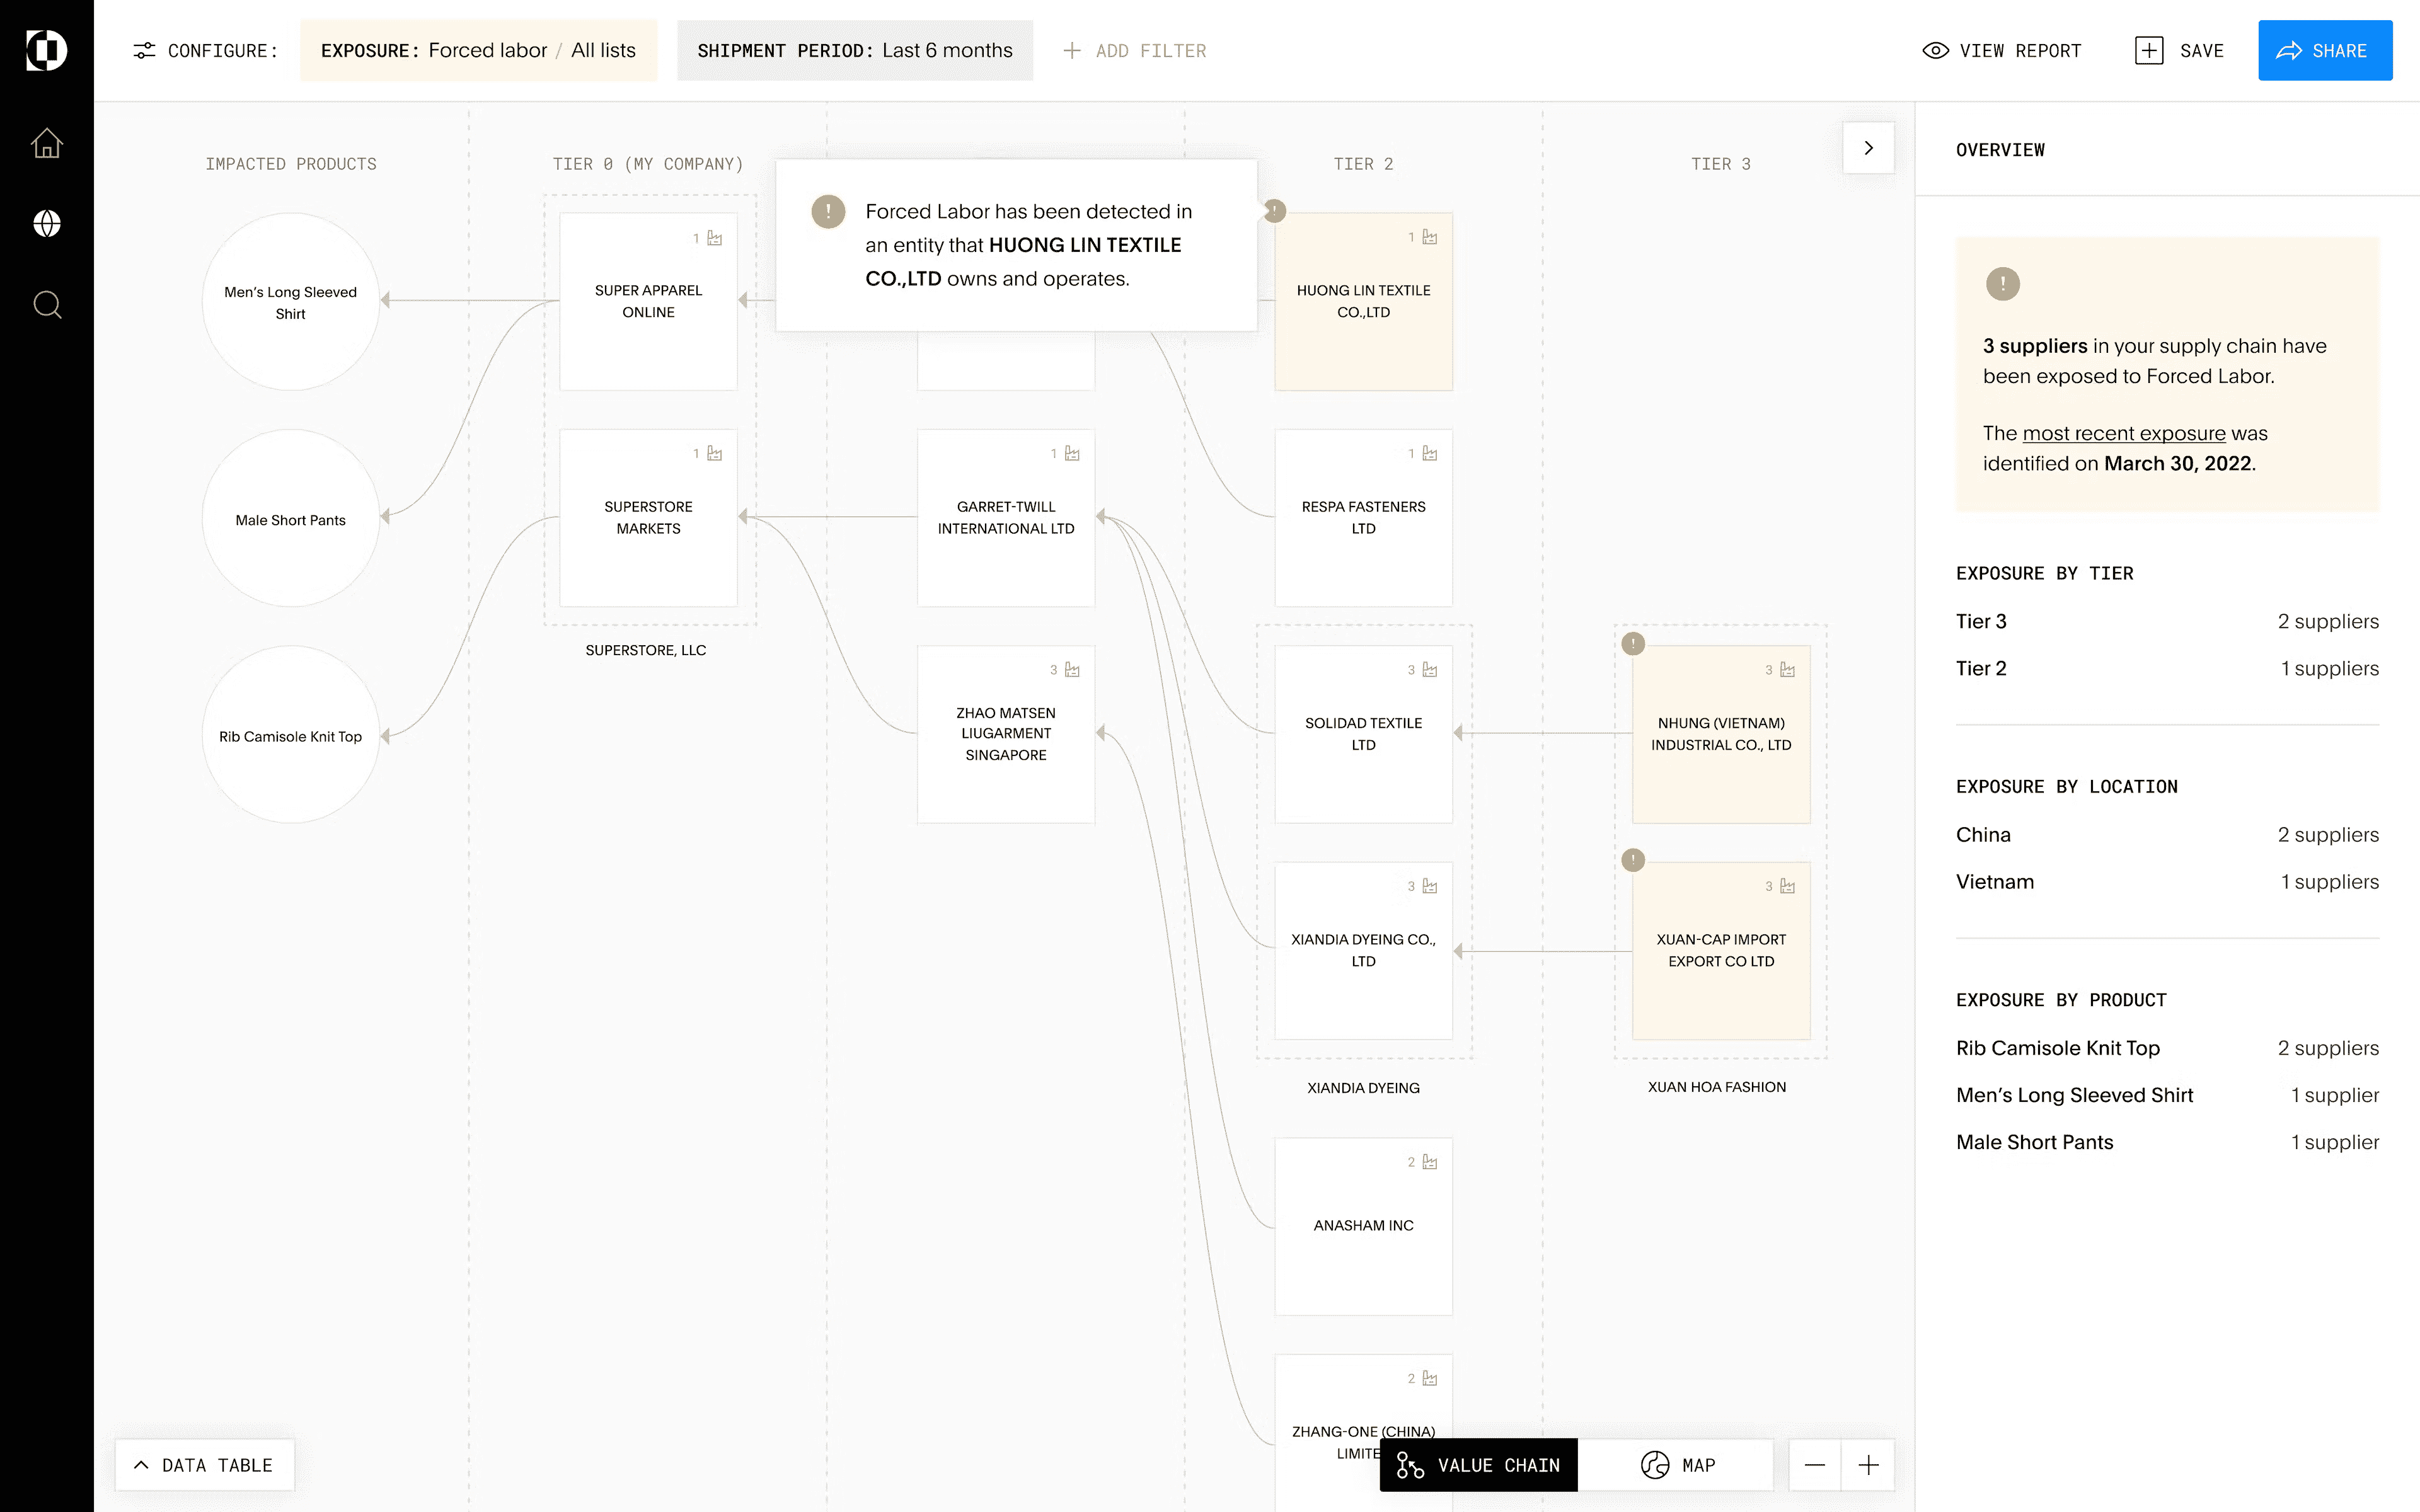 CONFIGURE:
EXPOSURE: Forced labor / All lists
SHIPMENT PERIOD: Last 6 months
ADD FILTER
VIEW REPORT
SAVE
SHARE
IMPACTED PRODUCTS
TIER 0 (MY COMPANY)
TIER 2
TIER 3
Forced Labor has been detected in
an entity that HUONG LIN TEXTILE
CO.,LTD owns and operates.
Men's Long Sleeved
Shirt
1
SUPER APPAREL
ONLINE
1
HUONG LIN TEXTILE
CO.,LTD
Male Short Pants
1
SUPERSTORE
MARKETS
1
GARRET-TWILL
INTERNATIONAL LTD
1
RESPA FASTENERS
LTD
SUPERSTORE, LLC
Rib Camisole Knit Top
3
ZHAO MATSEN
LIUGARMENT
SINGAPORE
3
SOLIDAD TEXTILE
LTD
3
NHUNG (VIETNAM)
INDUSTRIAL CO., LTD
3
XIANDIA DYEING CO.,
LTD
3
XUAN-CAP IMPORT
EXPORT CO LTD
XIANDIA DYEING
XUAN HOA FASHION
2
ANASHAM INC
2
ZHANG-ONE (CHINA)
DATA TABLE
VALUE CHAIN
MAP
OVERVIEW
3 suppliers in your supply chain have
been exposed to Forced Labor.
The most recent exposure was
identified on March 30, 2022.
EXPOSURE BY TIER
Tier 3 2 suppliers
Tier 2 1 suppliers
EXPOSURE BY LOCATION
China 2 suppliers
Vietnam 1 suppliers
EXPOSURE BY PRODUCT
Rib Camisole Knit Top 2 suppliers
Men's Long Sleeved Shirt 1 supplier
Male Short Pants 1 supplier